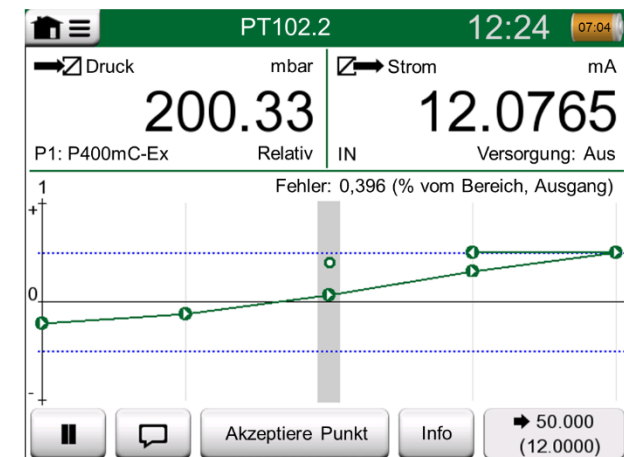 PT102.2 12:24 07:04
Druck mbar
200.33
P1: P400mC-Ex Relativ
Strom mA
12.0765
IN Versorgung: Aus
1 Fehler: 0,396 (% vom Bereich, Ausgang)
+
0
-
Akzeptiere Punkt
Info
50.000
(12.0000)